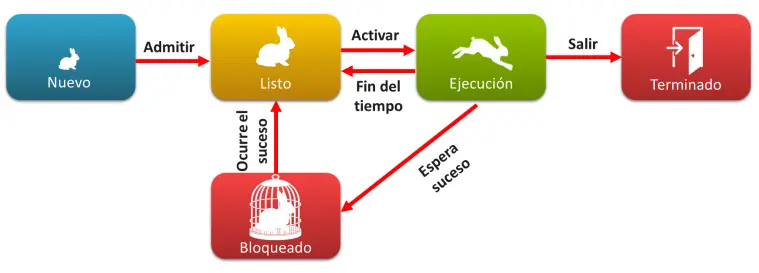 Admitir
Activar
Salir
Nuevo
Listo
Ejecución
Terminado
Fin del
tiempo
Ocurre el
suceso
Espera
suceso
Bloqueado